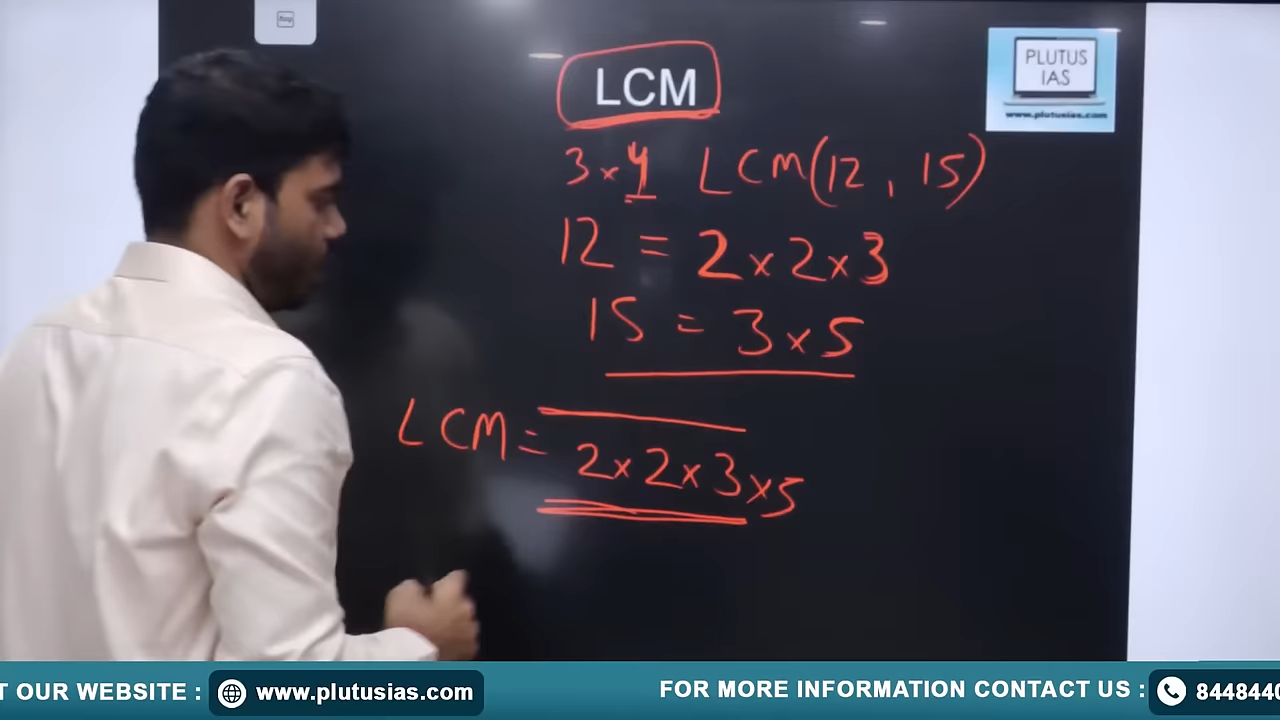 LCM
PLUTUS
IAS
www.plutusias.com
3 × 4 LCM(12, 15)
12 = 2 × 2 × 3
15 = 3 × 5
LCM = 2 × 2 × 3 × 5
T OUR WEBSITE : www.plutusias.com FOR MORE INFORMATION CONTACT US : 8448440